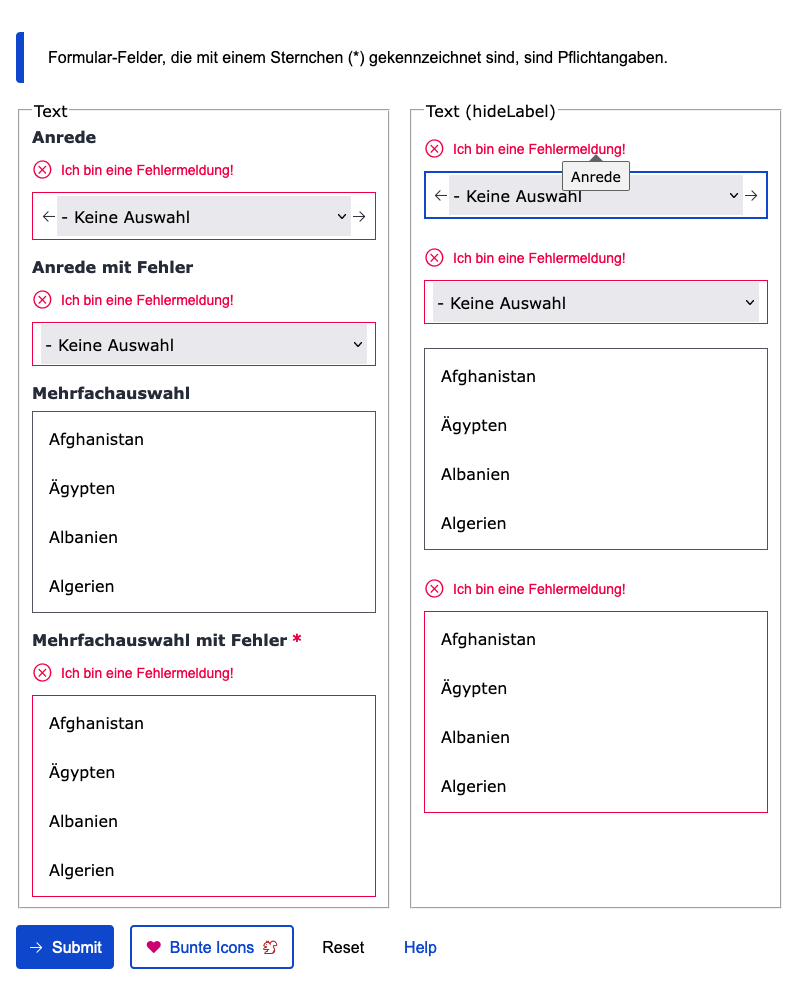 Formular-Felder, die mit einem Sternchen (*) gekennzeichnet sind, sind Pflichtangaben.
Text
Anrede
Ich bin eine Fehlermeldung!
- Keine Auswahl
Anrede mit Fehler
Ich bin eine Fehlermeldung!
- Keine Auswahl
Mehrfachauswahl
Afghanistan
Ägypten
Albanien
Algerien
Mehrfachauswahl mit Fehler *
Ich bin eine Fehlermeldung!
Afghanistan
Ägypten
Albanien
Algerien
Text (hideLabel)
Ich bin eine Fehlermeldung!
Anrede
- Keine Auswahl
Ich bin eine Fehlermeldung!
- Keine Auswahl
Afghanistan
Ägypten
Albanien
Algerien
Ich bin eine Fehlermeldung!
Afghanistan
Ägypten
Albanien
Algerien
Submit
Bunte Icons
Reset
Help